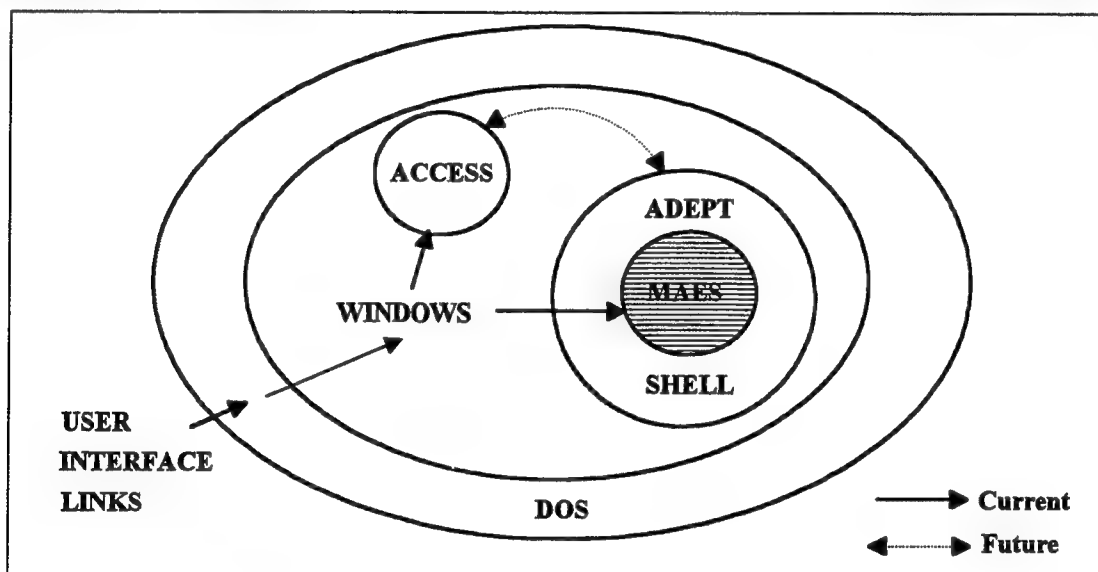 ACCESS
ADEPT
MAES
WINDOWS
SHELL
USER
INTERFACE
LINKS
DOS
Current
Future